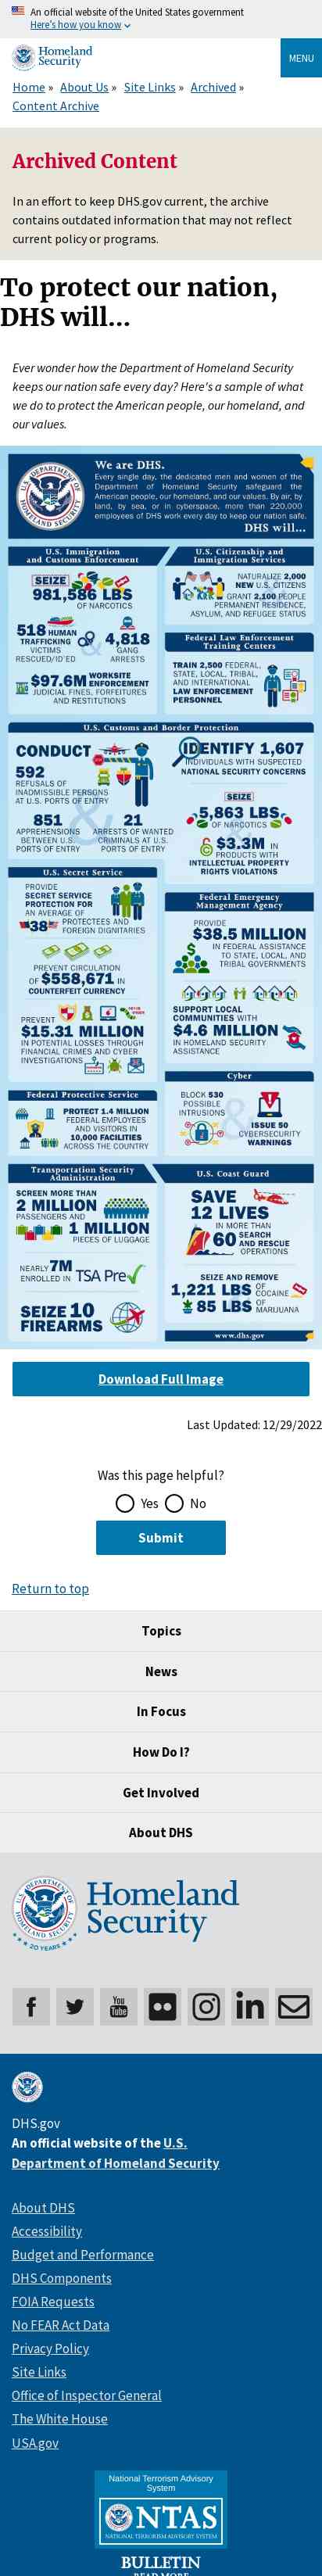 An official website of the United States government
Here's how you know
Homeland
Security
MENU
Home » About Us » Site Links » Archived »
Content Archive
Archived Content
In an effort to keep DHS.gov current, the archive
contains outdated information that may not reflect
current policy or programs.
To protect our nation,
DHS will...
Ever wonder how the Department of Homeland Security
keeps our nation safe every day? Here's a sample of what
we do to protect the American people, our homeland, and
our values.
We are DHS.
Every single day, the dedicated men and women of the
Department of Homeland Security safeguard the
American people, our homeland, and our values. By air, by
land, by sea, or in cyberspace, more than 220,000
employees of DHS work every day to keep our nation safe.
DHS will...
U.S. Immigration
and Customs Enforcement
SEIZE
981,586 LBS
OF NARCOTICS
518 HUMAN
TRAFFICKING
VICTIMS
RESCUED/ID'ED
4,818
GANG
ARRESTS
$97.6M WORKSITE
ENFORCEMENT
JUDICIAL FINES, FORFEITURES
AND RESTITUTIONS
U.S. Citizenship and
Immigration Services
NATURALIZE 2,000
NEW U.S. CITIZENS
GRANT 2,100 PEOPLE
PERMANENT RESIDENCE,
ASYLUM, AND REFUGEE STATUS
Federal Law Enforcement
Training Centers
TRAIN 2,500 FEDERAL,
STATE, LOCAL, TRIBAL,
AND INTERNATIONAL
LAW ENFORCEMENT
PERSONNEL
U.S. Customs and Border Protection
CONDUCT
592
REFUSALS OF
INADMISSIBLE PERSONS
AT U.S. PORTS OF ENTRY
851
APPREHENSIONS
BETWEEN U.S.
PORTS OF ENTRY
21
ARRESTS OF WANTED
CRIMINALS AT U.S.
PORTS OF ENTRY
IDENTIFY 1,607
INDIVIDUALS WITH SUSPECTED
NATIONAL SECURITY CONCERNS
SEIZE
5,863 LBS
OF NARCOTICS
$3.3M IN
PRODUCTS WITH
INTELLECTUAL PROPERTY
RIGHTS VIOLATIONS
U.S. Secret Service
PROVIDE
SECRET SERVICE
PROTECTION FOR
AN AVERAGE OF
38 PROTECTEES AND
FOREIGN DIGNITARIES
PREVENT CIRCULATION
OF $558,671 IN
COUNTERFEIT CURRENCY
PREVENT
$15.31 MILLION
IN POTENTIAL LOSSES THROUGH
FINANCIAL CRIMES AND CYBER
INVESTIGATIONS
Federal Emergency
Management Agency
PROVIDE
$38.5 MILLION
IN FEDERAL ASSISTANCE
TO STATE, LOCAL, AND
TRIBAL GOVERNMENTS
SUPPORT LOCAL
COMMUNITIES WITH
$4.6 MILLION
IN HOMELAND SECURITY
ASSISTANCE
Federal Protective Service
PROTECT 1.4 MILLION
FEDERAL EMPLOYEES
AND VISITORS IN
10,000 FACILITIES
ACROSS THE COUNTRY
Cyber
BLOCK 530
POSSIBLE
INTRUSIONS
ISSUE 50
CYBERSECURITY
WARNINGS
Transportation Security
Administration
SCREEN MORE THAN
2 MILLION
PASSENGERS AND
1 MILLION
PIECES OF LUGGAGE
NEARLY 7M
ENROLLED IN TSA Pre
SEIZE 10
FIREARMS
U.S. Coast Guard
SAVE
12 LIVES
IN MORE THAN
60 SEARCH
AND RESCUE
OPERATIONS
SEIZE AND REMOVE
1,221 LBS OF
COCAINE
85 LBS OF
MARIJUANA
www.dhs.gov
Download Full Image
Last Updated: 12/29/2022
Was this page helpful?
Yes No
Submit
Return to top
Topics
News
In Focus
How Do I?
Get Involved
About DHS
Homeland
Security
20 YEARS
You
Tube
DHS.gov
An official website of the U.S.
Department of Homeland Security
About DHS
Accessibility
Budget and Performance
DHS Components
FOIA Requests
No FEAR Act Data
Privacy Policy
Site Links
Office of Inspector General
The White House
USA.gov
National Terrorism Advisory
System
NTAS
NATIONAL TERRORISM ADVISORY SYSTEM
BULLETIN
READ MORE